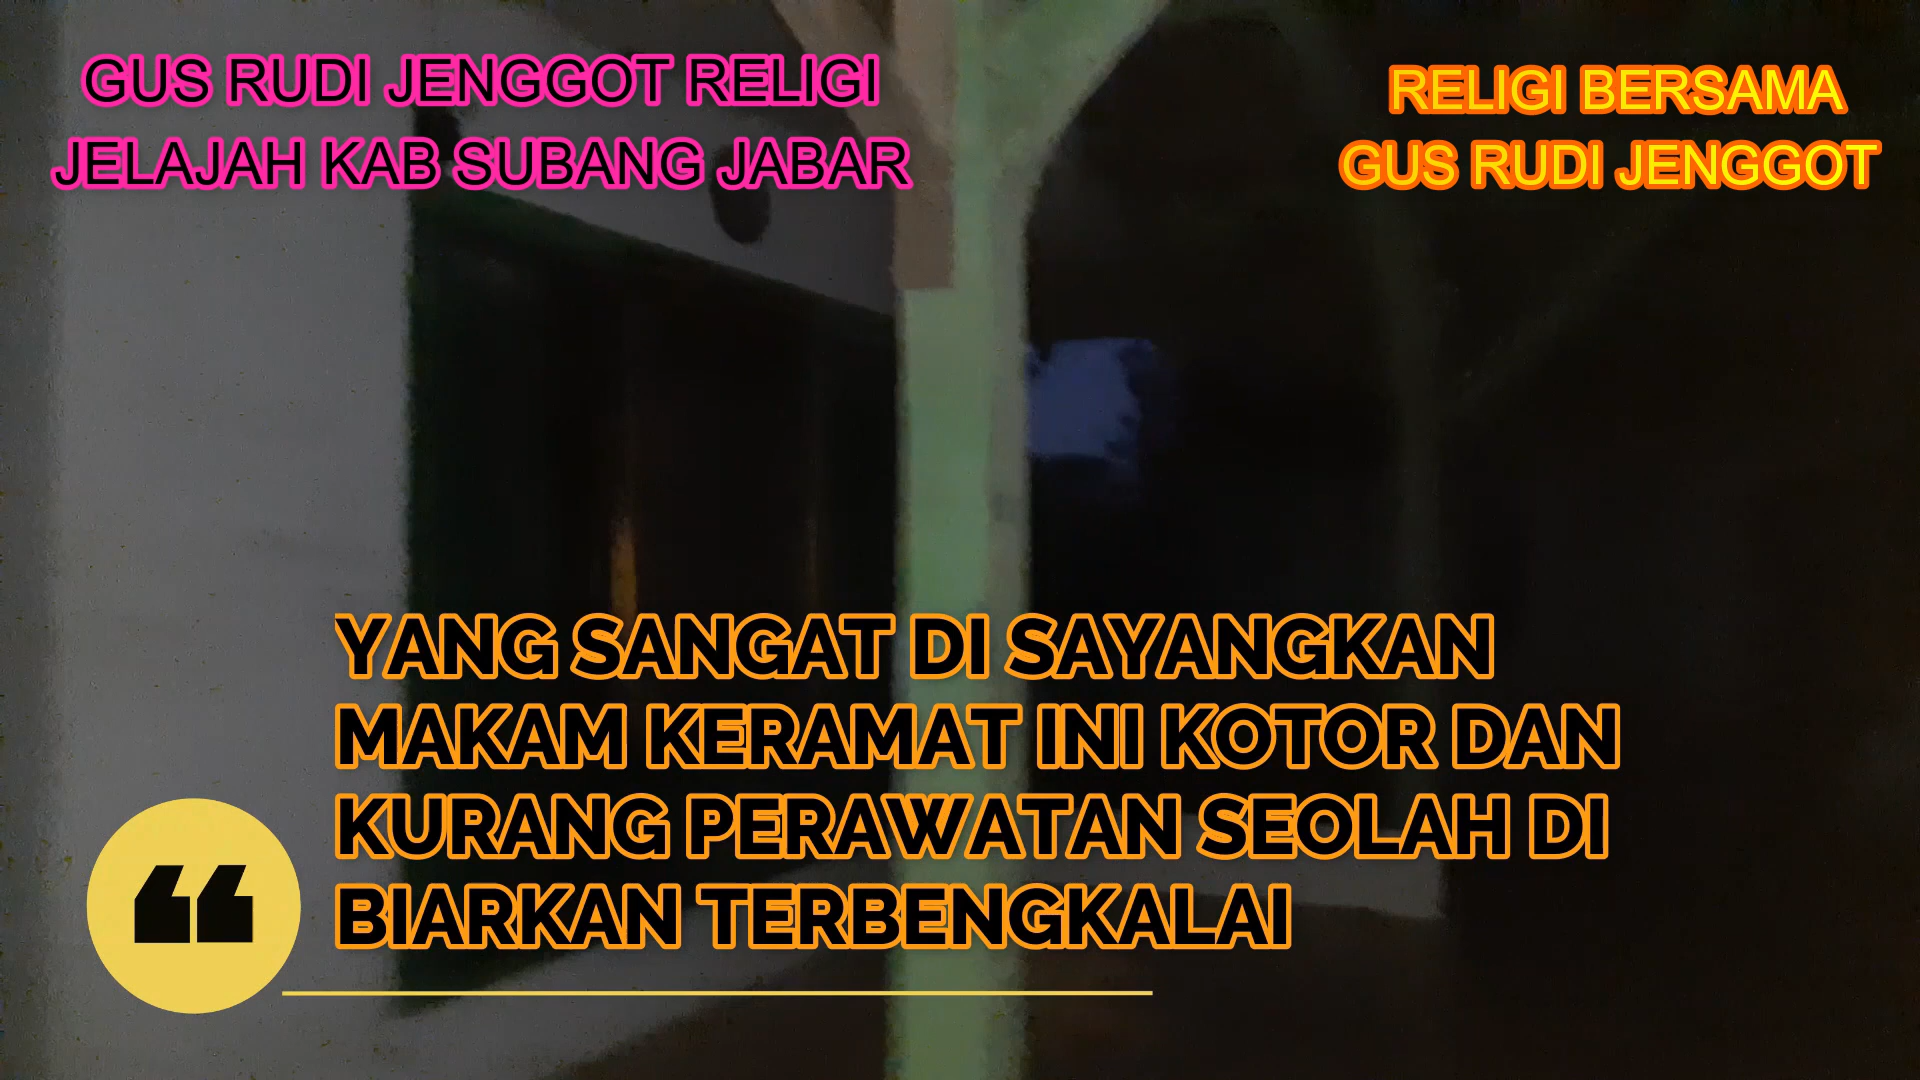 GUS RUDI JENGGOT RELIGI
JELAJAH KAB SUBANG JABAR
RELIGI BERSAMA
GUS RUDI JENGGOT
YANG SANGAT DI SAYANGKAN
MAKAM KERAMAT INI KOTOR DAN
KURANG PERAWATAN SEOLAH DI
BIARKAN TERBENGKALAI